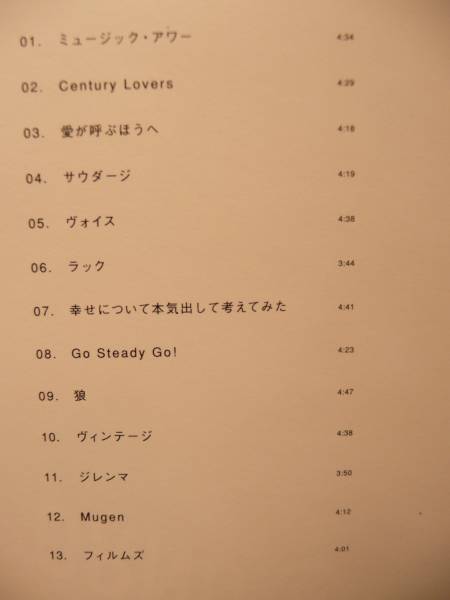 01. ミュージック・アワー 4:34
02. Century Lovers 4:29
03. 愛が呼ぶほうへ 4:18
04. サウダージ 4:19
05. ヴォイス 4:38
06. ラック 3:44
07. 幸せについて本気出して考えてみた 4:41
08. Go Steady Go! 4:23
09. 狼 4:47
10. ヴィンテージ 4:38
11. ジレンマ 3:50
12. Mugen 4:12
13. フィルムズ 4:01